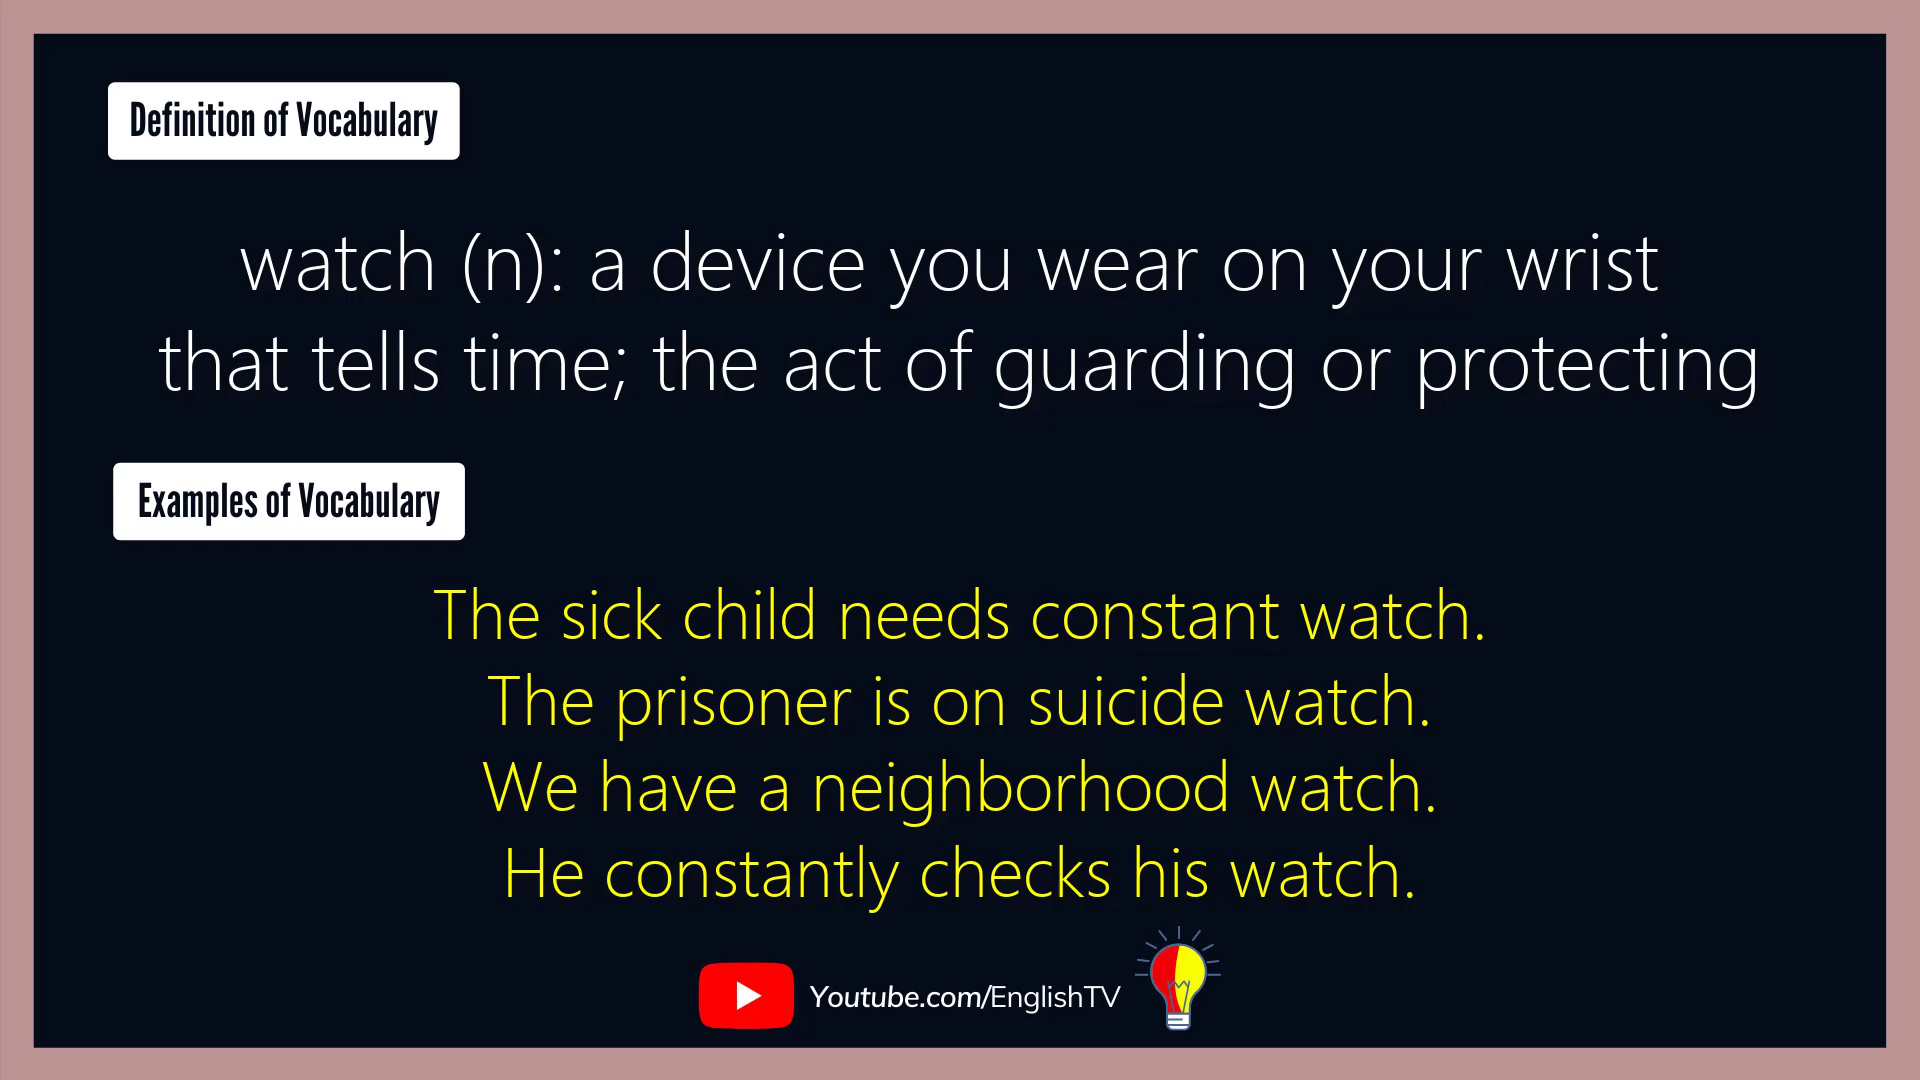 Definition of Vocabulary
watch (n): a device you wear on your wrist
that tells time; the act of guarding or protecting
Examples of Vocabulary
The sick child needs constant watch.
The prisoner is on suicide watch.
We have a neighborhood watch.
He constantly checks his watch.
Youtube.com/EnglishTV